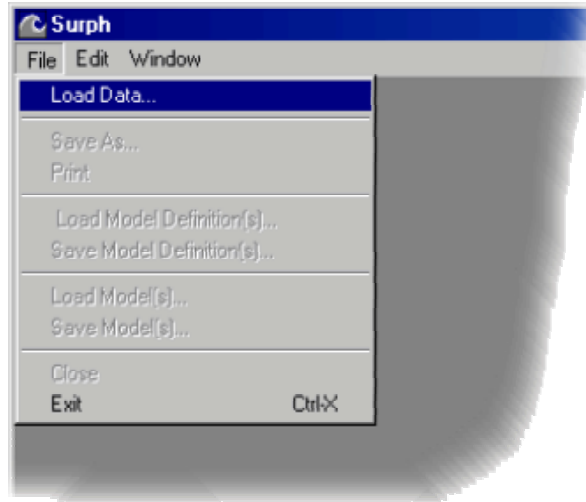 Surph
File Edit Window
Load Data...
Save As...
Print
Load Model Definition(s)...
Save Model Definition(s)...
Load Model(s)...
Save Model(s)...
Close
Exit Ctrl-X